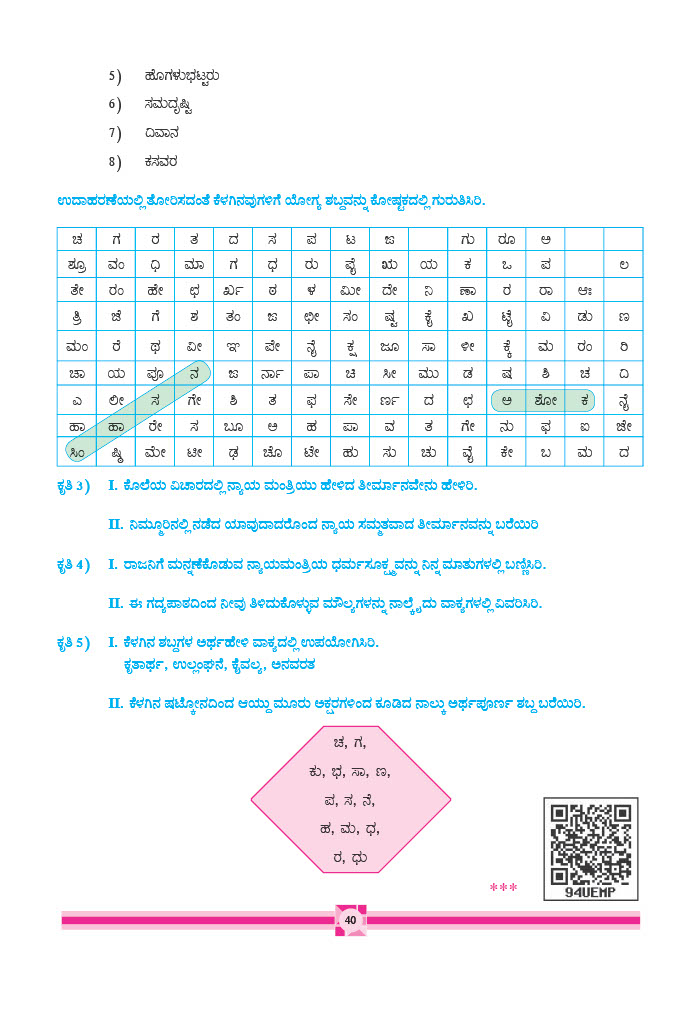 5) ಹೊಗಳುಭಟ್ಟರು
6) ಸಮದೃಷ್ಟಿ
7) ದಿವಾನ
8) ಕಸವರ
ಉದಾಹರಣೆಯಲ್ಲಿ ತೋರಿಸದಂತೆ ಕೆಳಗಿನವುಗಳಿಗೆ ಯೋಗ್ಯ ಶಬ್ದವನ್ನು ಕೋಷ್ಟಕದಲ್ಲಿ ಗುರುತಿಸಿರಿ.
ಚ ಗ ರ ತ ದ ಸ ಪ ಟ ಜ ಗು ರೂ ಅ
ಶ್ರೂ ವಂ ಧಿ ಮಾ ಗ ಧ ರು ಪೈ ಋ ಯ ಕ ಒ ಪ ಲ
ತೇ ರಂ ಹೇ ಛ ರ್ಖಿ ಠ ಳ ಮೀ ದೇ ನಿ ಣಾ ರ ರಾ ಆಃ
ತ್ರಿ ಜೆ ಗೆ ಶ ತಂ ಜ ಛೀ ಸಂ ಷ್ಟ ಕೈ ಖ ಟೈ ವಿ ಡು ಣ
ಮಂ ರೆ ಥ ವೀ ಇ ಪೇ ನೈ ಕ್ಷ ಜೂ ಸಾ ಳೀ ಕ್ಕೆ ಮ ರಂ ರಿ
ಚಾ ಯ ಪೂ ನ ಜ ರ್ನಾ ಪಾ ಚಿ ಸೀ ಮು ಡ ಷ ಶಿ ಚ ದಿ
ಎ ಲೀ ಸ ಗೇ ಶಿ ತ ಫ ಸೇ ರ್ಣ ದ ಛ ಅ ಶೋ ಕ ನೈ
ಹಾ ಹಾ ರೇ ಸ ಬೂ ಆ ಹ ಪಾ ವ ತ ಗೇ ನು ಫ ಐ ಜೇ
ಸಿಂ ಷ್ಮಿ ಮೇ ಟೀ ಢ ಚೊ ಟೇ ಹು ಸು ಚು ವೈ ಕೇ ಬ ಮ ದ
ಕೃತಿ 3) I. ಕೊಲೆಯ ವಿಚಾರದಲ್ಲಿ ನ್ಯಾಯ ಮಂತ್ರಿಯು ಹೇಳಿದ ತೀರ್ಮಾನವೇನು ಹೇಳಿರಿ.
II. ನಿಮ್ಮೂರಿನಲ್ಲಿ ನಡೆದ ಯಾವುದಾದರೊಂದ ನ್ಯಾಯ ಸಮ್ಮತವಾದ ತೀರ್ಮಾನವನ್ನು ಬರೆಯಿರಿ
ಕೃತಿ 4) I. ರಾಜನಿಗೆ ಮನ್ನಣೆಕೊಡುವ ನ್ಯಾಯಮಂತ್ರಿಯ ಧರ್ಮಸೂಕ್ಷ್ಮವನ್ನು ನಿನ್ನ ಮಾತುಗಳಲ್ಲಿ ಬಣ್ಣಿಸಿರಿ.
II. ಈ ಗದ್ಯಪಾಠದಿಂದ ನೀವು ತಿಳಿದುಕೊಳ್ಳುವ ಮೌಲ್ಯಗಳನ್ನು ನಾಲ್ಕೈದು ವಾಕ್ಯಗಳಲ್ಲಿ ವಿವರಿಸಿರಿ.
ಕೃತಿ 5) I. ಕೆಳಗಿನ ಶಬ್ದಗಳ ಅರ್ಥಹೇಳಿ ವಾಕ್ಯದಲ್ಲಿ ಉಪಯೋಗಿಸಿರಿ.
ಕೃತಾರ್ಥ, ಉಲ್ಲಂಘನೆ, ಕೈವಲ್ಯ, ಅನವರತ
II. ಕೆಳಗಿನ ಷಟ್ಕೋನದಿಂದ ಆಯ್ದು ಮೂರು ಅಕ್ಷರಗಳಿಂದ ಕೂಡಿದ ನಾಲ್ಕು ಅರ್ಥಪೂರ್ಣ ಶಬ್ದ ಬರೆಯಿರಿ.
ಚ, ಗ,
ಕು, ಭ, ಸಾ, ಣ,
ಪ, ಸ, ನೆ,
ಹ, ಮ, ಧ,
ರ, ಧು
***
94UEMP
40